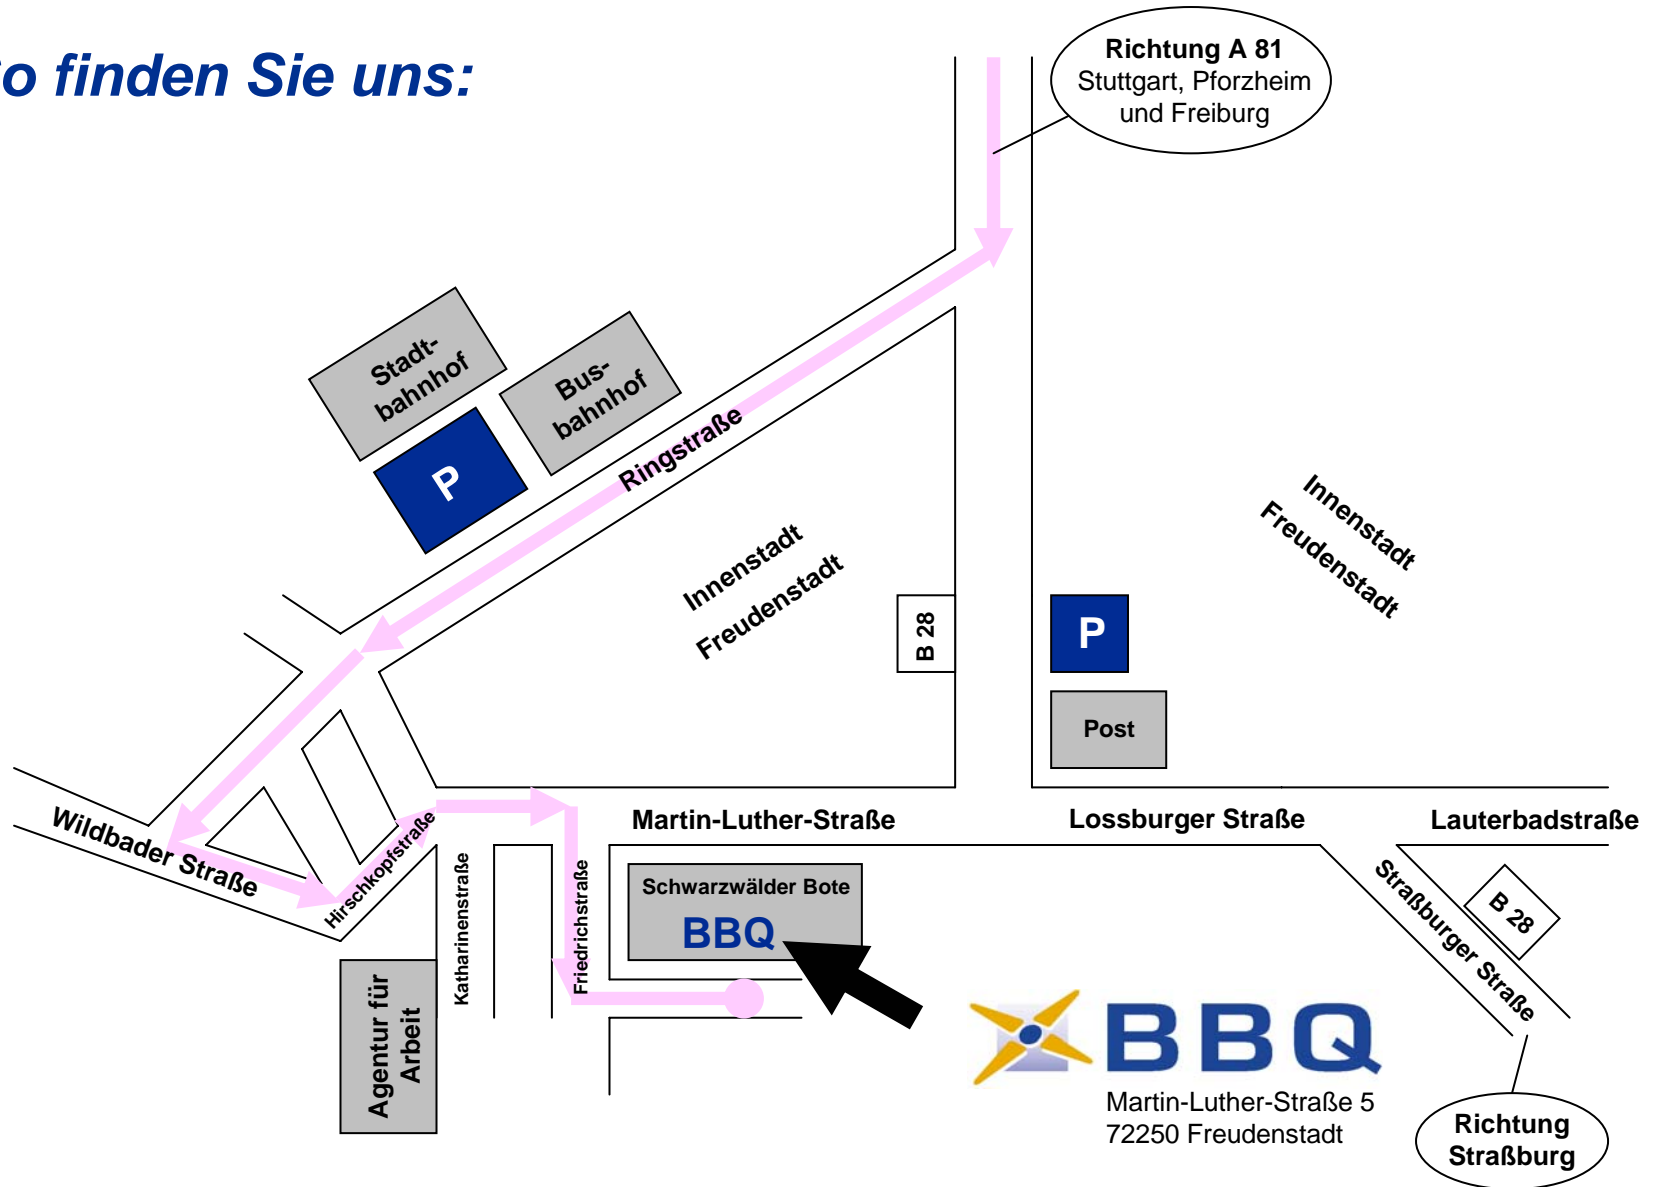 o finden Sie uns:
Richtung A 81
Stuttgart, Pforzheim
und Freiburg
Stadt-
bahnhof
Bus-
bahnhof
P
Ringstraße
Innenstadt
Freudenstadt
Innenstadt
Freudenstadt
B 28
P
Post
Wildbader Straße
Hirschkopfstraße
Martin-Luther-Straße
Lossburger Straße
Lauterbadstraße
Katharinenstraße
Friedrichstraße
Schwarzwälder Bote
BBQ
Straßburger Straße
B 28
Agentur für
Arbeit
BBQ
Martin-Luther-Straße 5
72250 Freudenstadt
Richtung
Straßburg